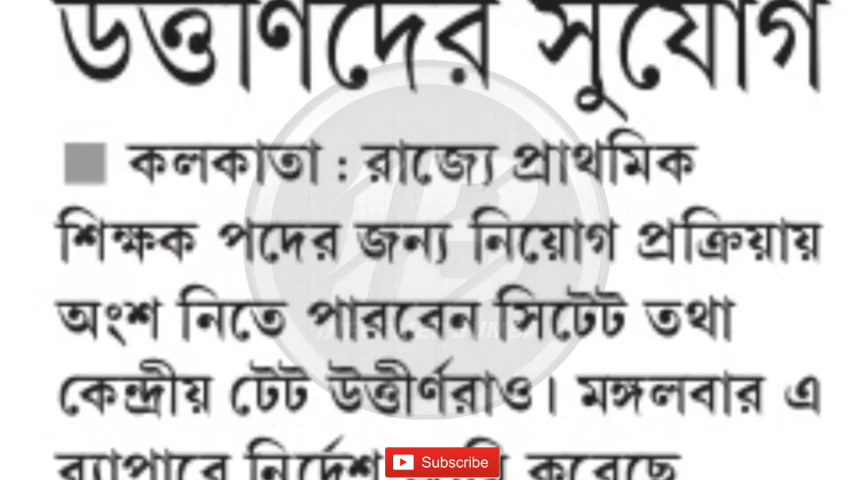 উত্তীর্ণদের সুযোগ
কলকাতা : রাজ্যে প্রাথমিক
শিক্ষক পদের জন্য নিয়োগ প্রক্রিয়ায়
অংশ নিতে পারবেন সিটেট তথা
কেন্দ্রীয় টেট উত্তীর্ণরাও। মঙ্গলবার এ
ব্যাপারে নির্দেশ করেছে
Subscribe